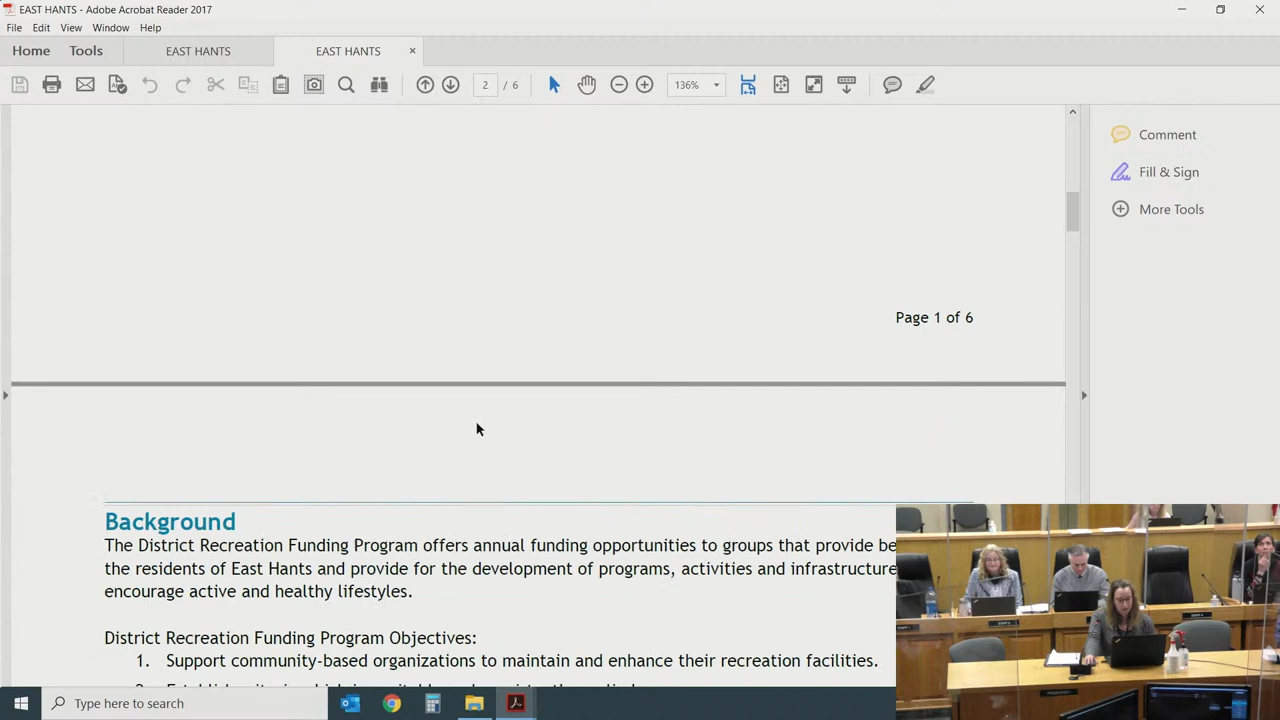 EAST HANTS - Adobe Acrobat Reader 2017
File Edit View Window Help
Home Tools EAST HANTS EAST HANTS ×
2 / 6 136%
Comment
Fill & Sign
More Tools
Page 1 of 6
Background
The District Recreation Funding Program offers annual funding opportunities to groups that provide be
the residents of East Hants and provide for the development of programs, activities and infrastructure
encourage active and healthy lifestyles.
District Recreation Funding Program Objectives:
1. Support community-based organizations to maintain and enhance their recreation facilities.
Type here to search